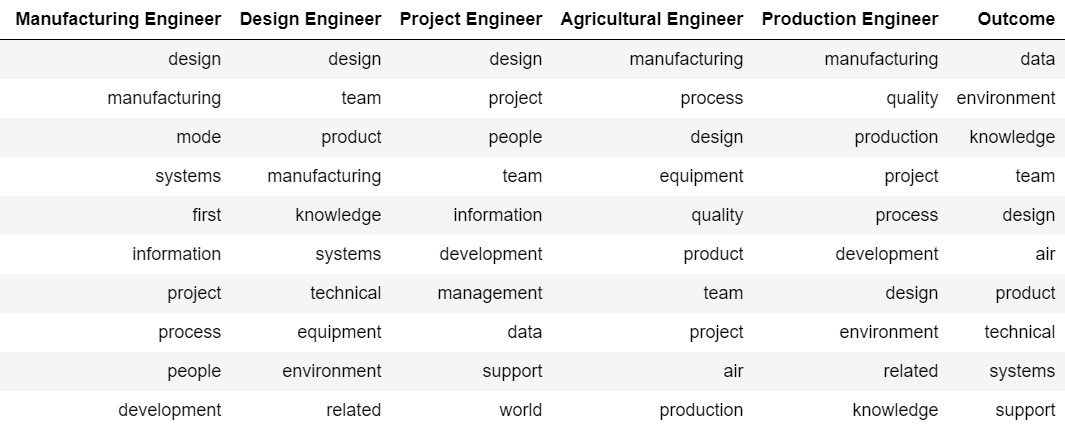 Manufacturing Engineer Design Engineer Project Engineer Agricultural Engineer Production Engineer Outcome
design design design manufacturing manufacturing data
manufacturing team project process quality environment
mode product people design production knowledge
systems manufacturing team equipment project team
first knowledge information quality process design
information systems development product development air
project technical management team design product
process equipment data project environment technical
people environment support air related systems
development related world production knowledge support